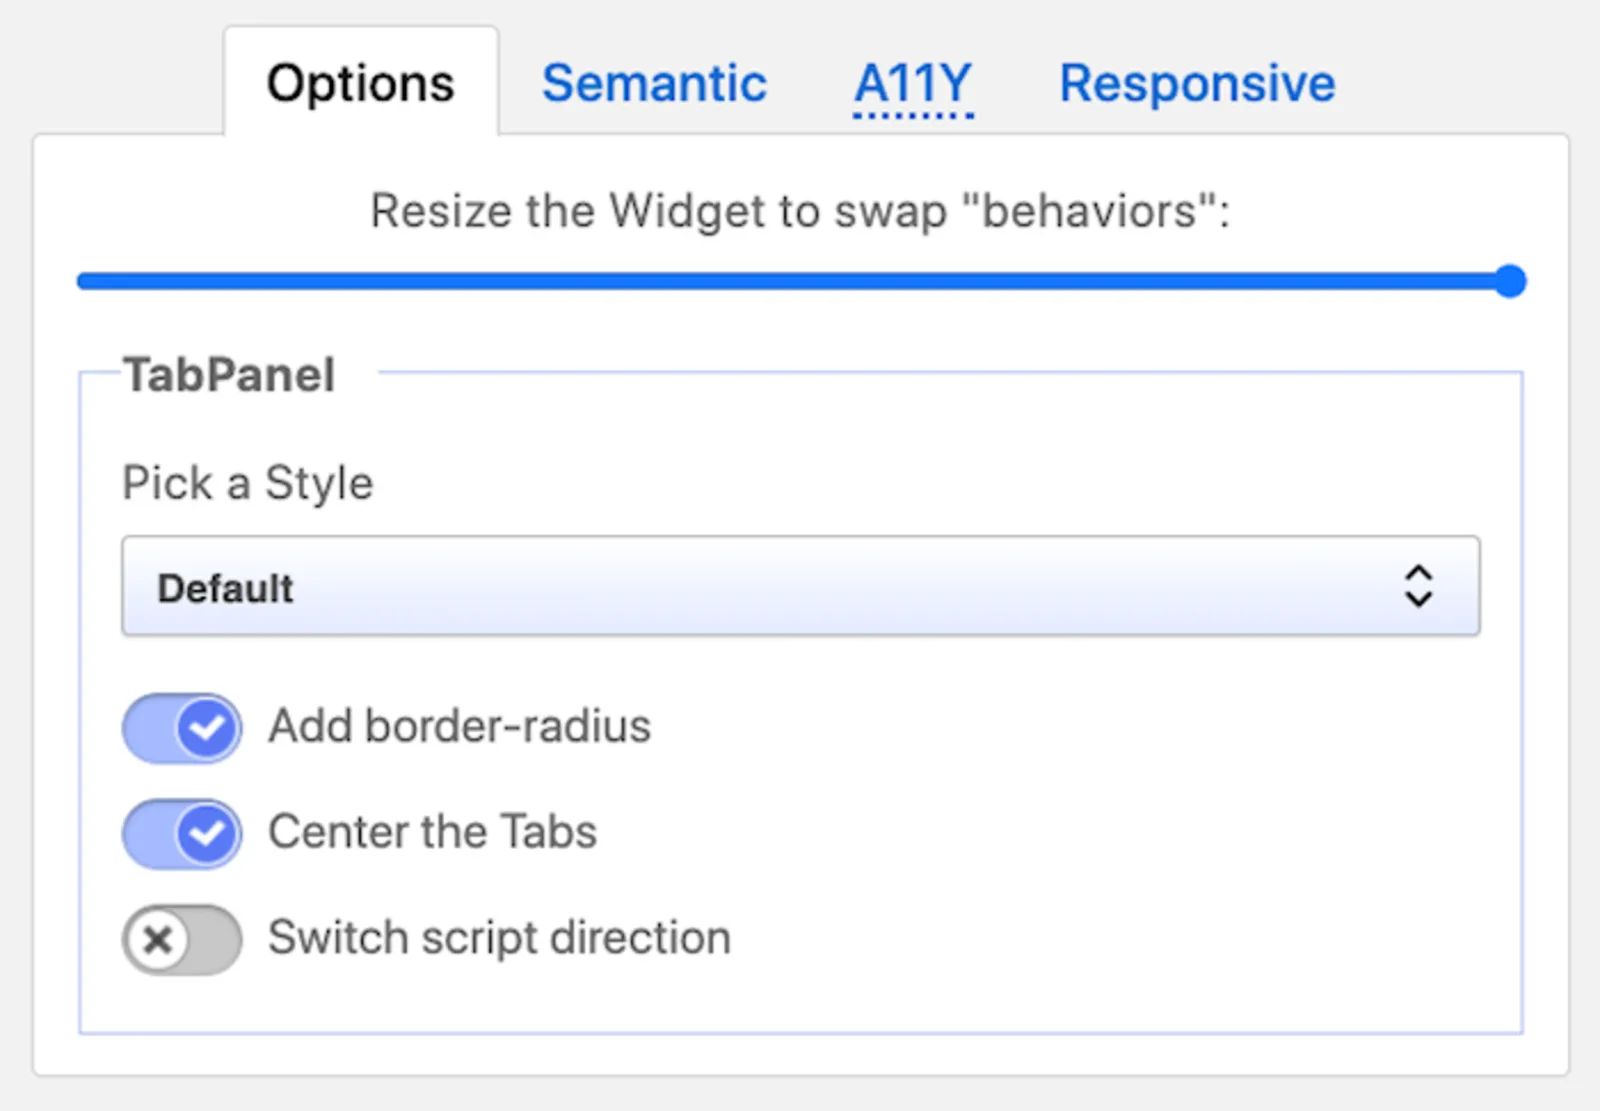 Options Semantic A11Y Responsive
Resize the Widget to swap "behaviors":
TabPanel
Pick a Style
Default
Add border-radius
Center the Tabs
Switch script direction